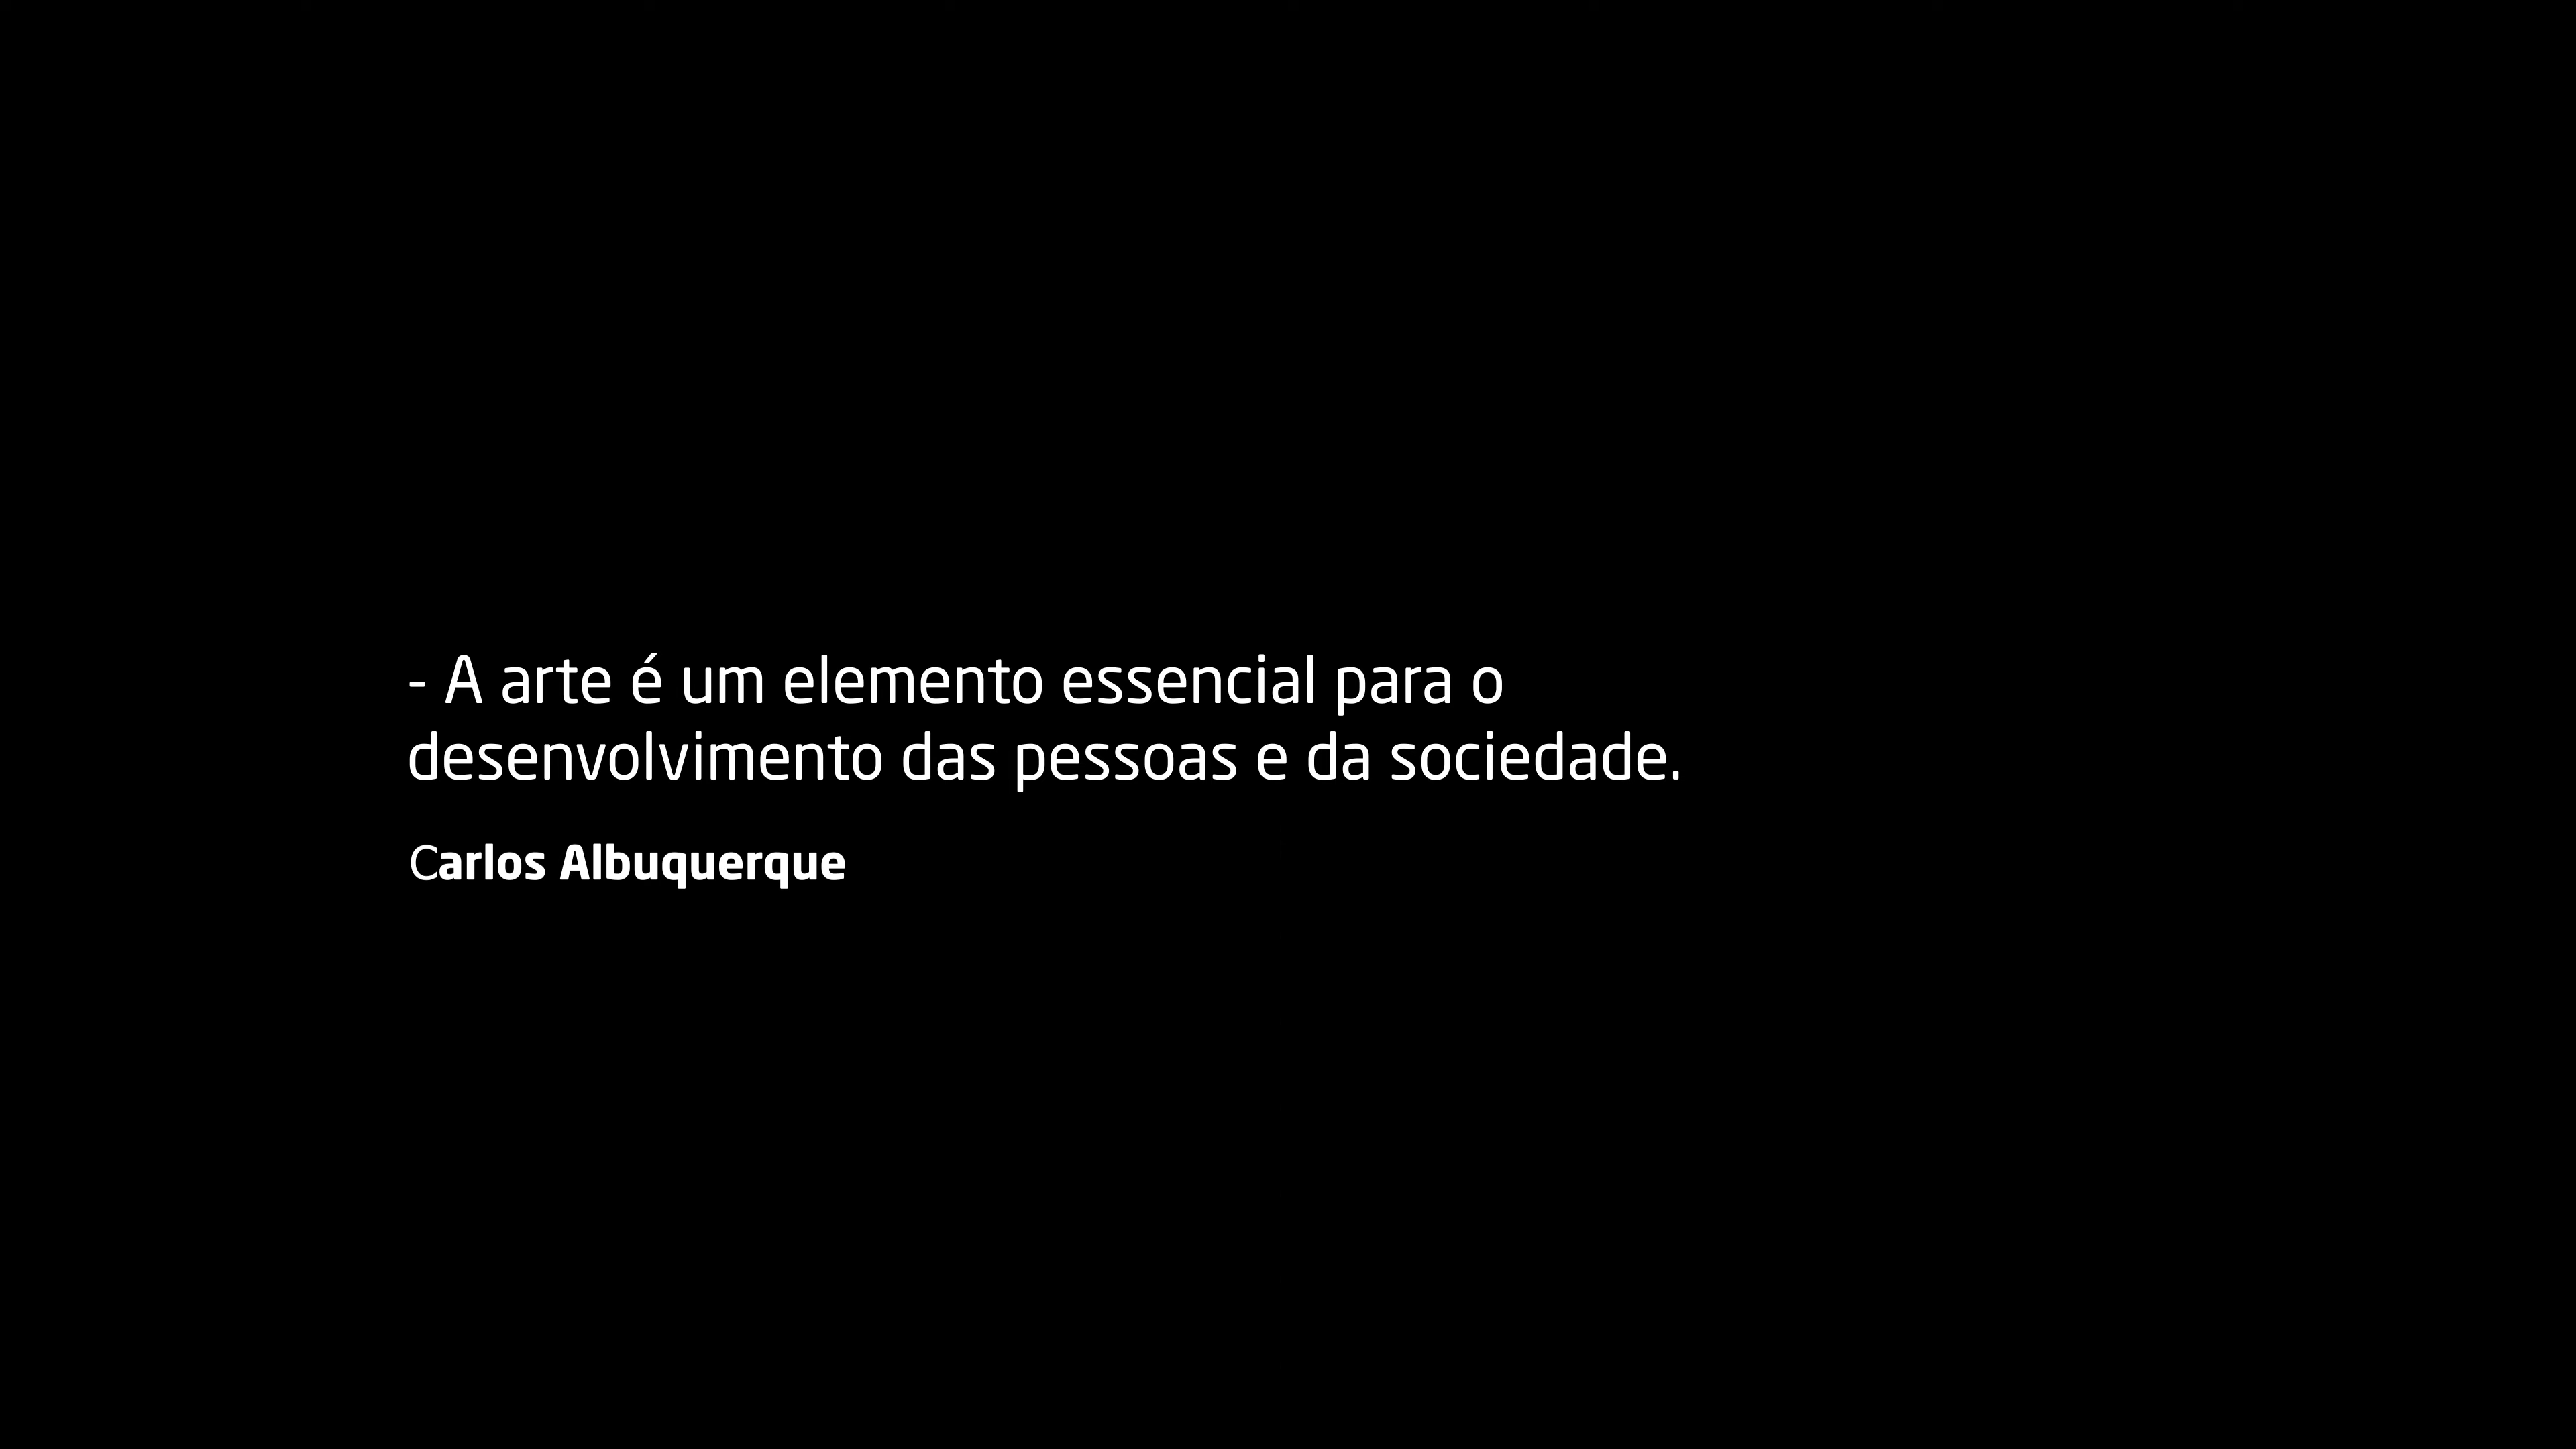 - A arte é um elemento essencial para o
desenvolvimento das pessoas e da sociedade.
Carlos Albuquerque